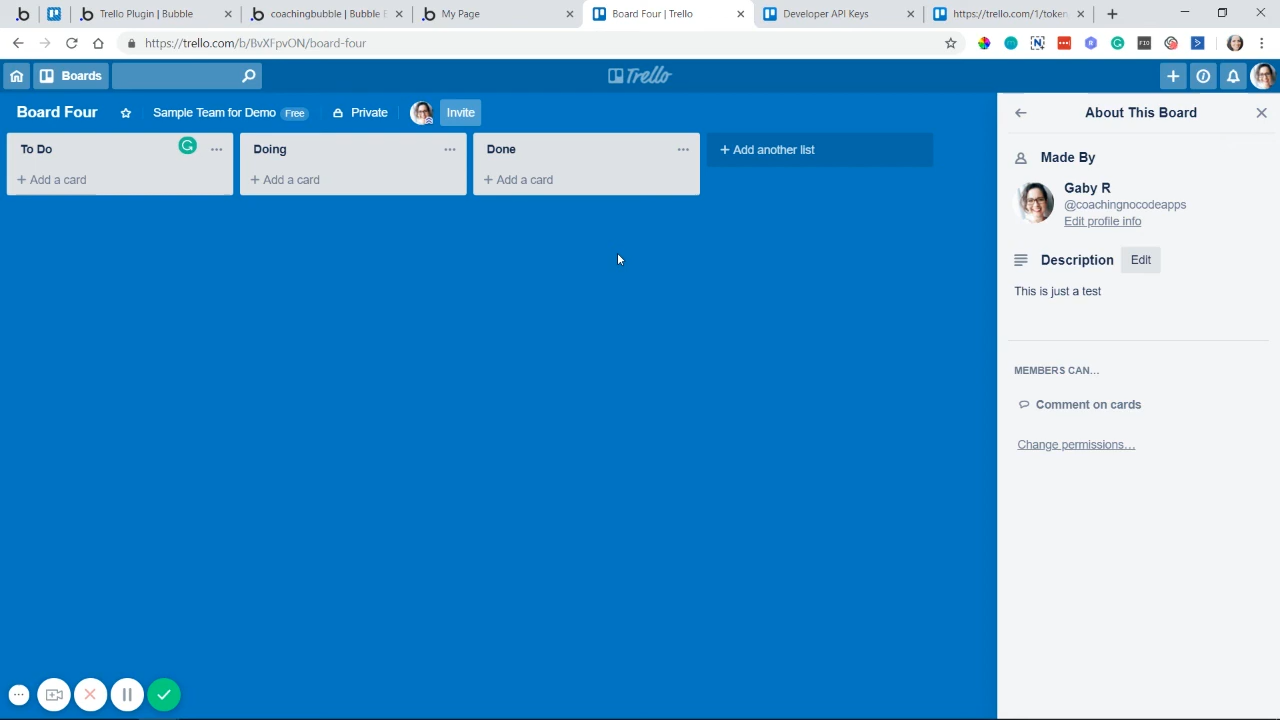 Trello Plugin | Bubble
coachingbubble | Bubble E
My Page
Board Four | Trello
Developer API Keys
https://trello.com/1/token
https://trello.com/b/BvXFpvON/board-four
Boards
Trello
Board Four
Sample Team for Demo Free
Private
Invite
To Do
+ Add a card
Doing
+ Add a card
Done
+ Add a card
+ Add another list
About This Board
Made By
Gaby R
@coachingnocodeapps
Edit profile info
Description Edit
This is just a test
MEMBERS CAN…
Comment on cards
Change permissions…